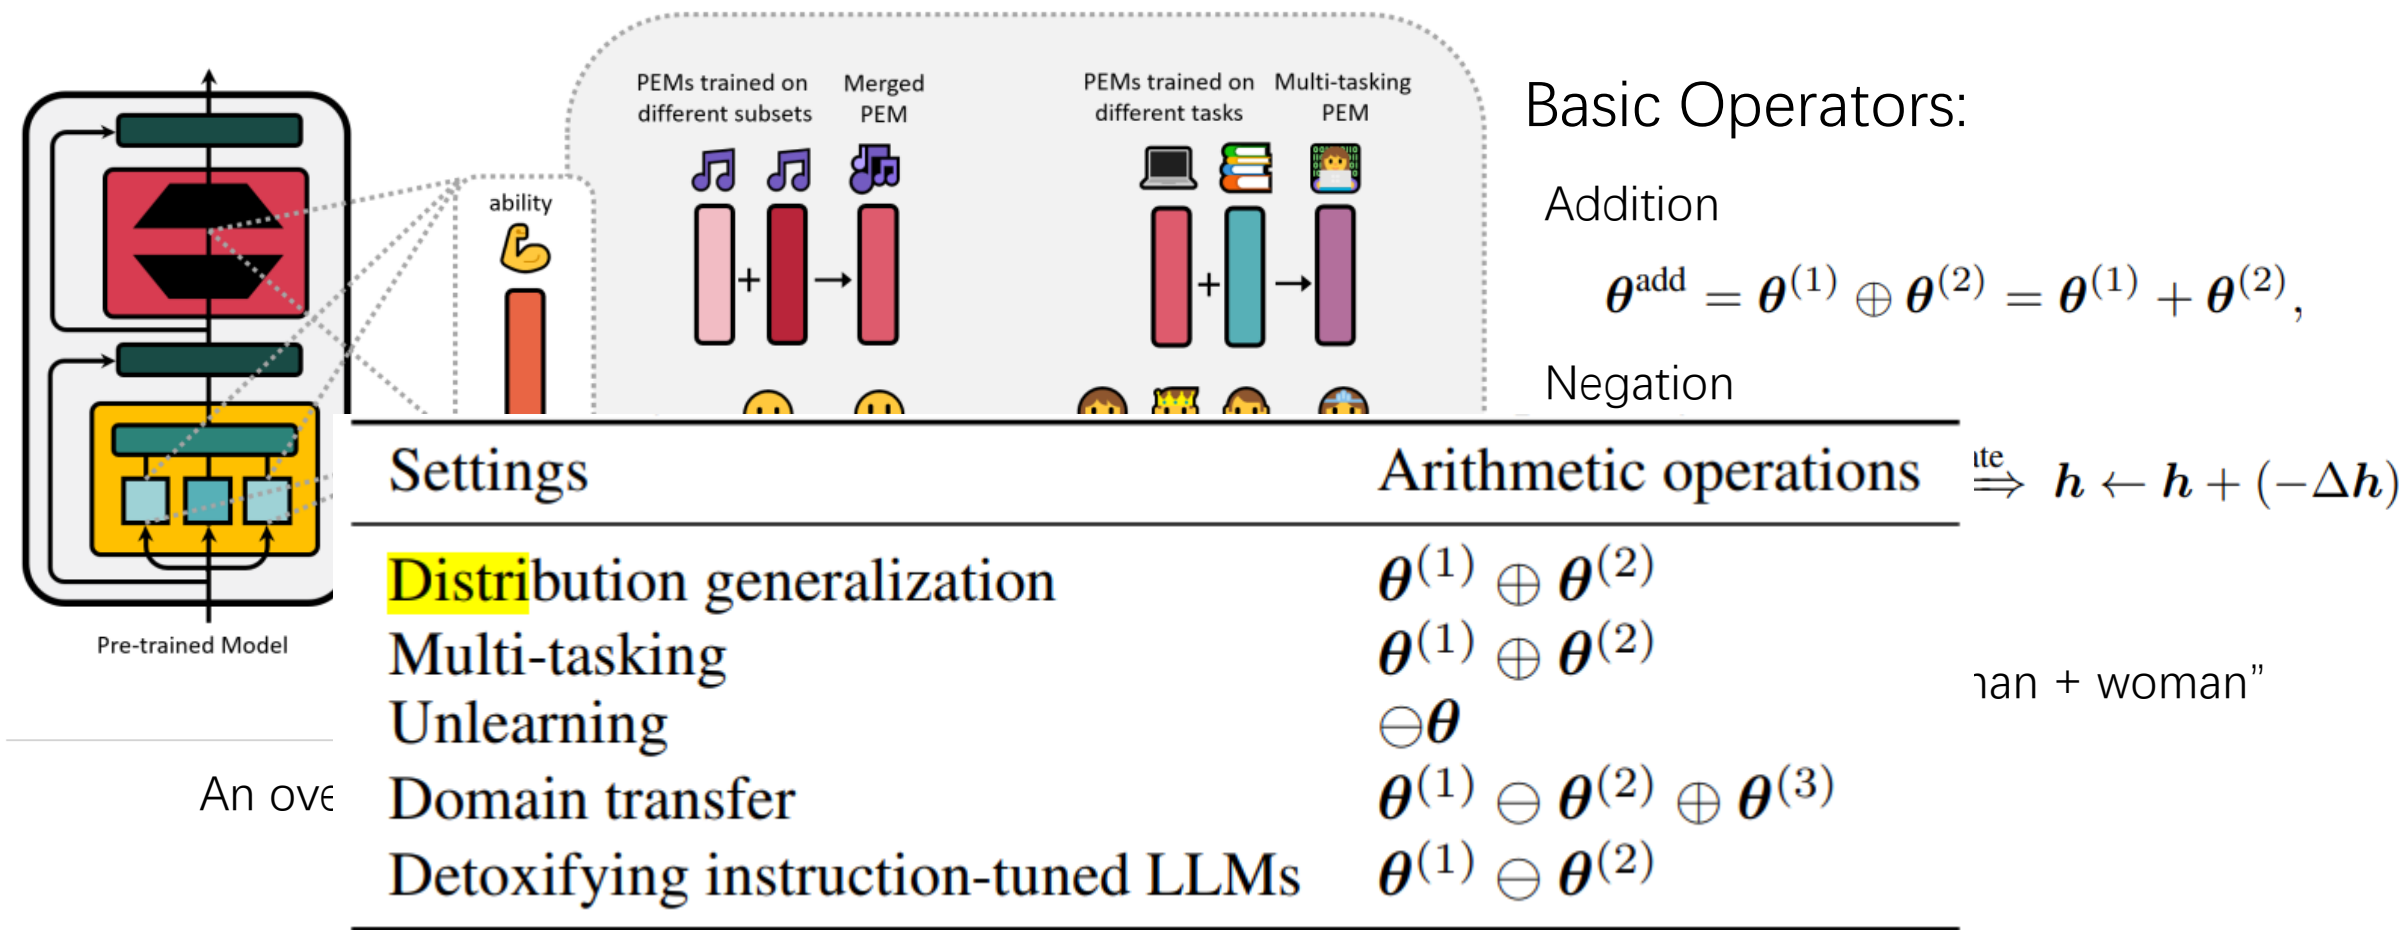 PEMs trained on
different subsets
Merged
PEM
PEMs trained on
different tasks
Multi-tasking
PEM
ability
Pre-trained Model
Basic Operators:
Addition
θ^add = θ^(1) ⊕ θ^(2) = θ^(1) + θ^(2),
Negation
⟹ h ← h + (−Δh)
+ woman”
An
Settings Arithmetic operations
Distribution generalization θ^(1) ⊕ θ^(2)
Multi-tasking θ^(1) ⊕ θ^(2)
Unlearning ⊖θ
Domain transfer θ^(1) ⊖ θ^(2) ⊕ θ^(3)
Detoxifying instruction-tuned LLMs θ^(1) ⊖ θ^(2)